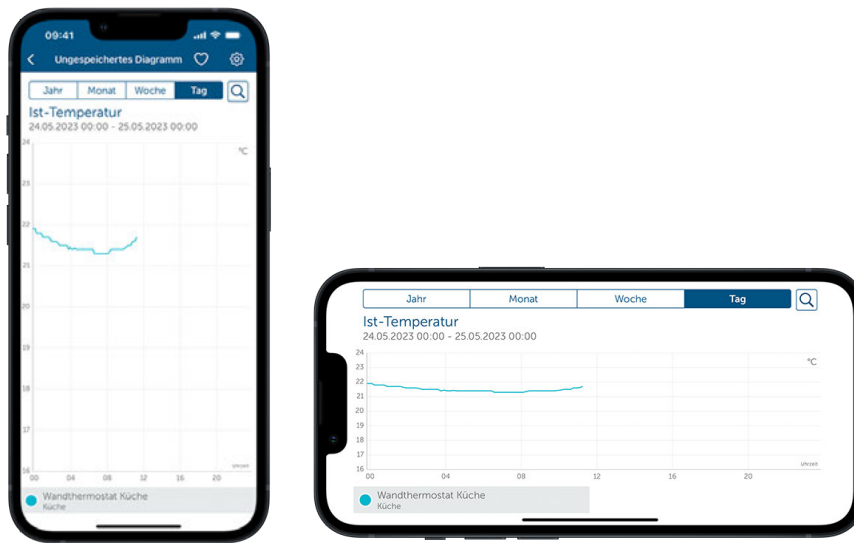 09:41
Ungespeichertes Diagramm
Jahr Monat Woche Tag
Ist-Temperatur
24.05.2023 00:00 - 25.05.2023 00:00
24
°C
23
22
21
20
19
18
17
16
Uhrzeit
00 04 08 12 16 20
Wandthermostat Küche
Küche
Jahr Monat Woche Tag
Ist-Temperatur
24.05.2023 00:00 - 25.05.2023 00:00
24
°C
23
22
21
20
19
18
17
16
Uhrzeit
00 04 08 12 16 20
Wandthermostat Küche
Küche